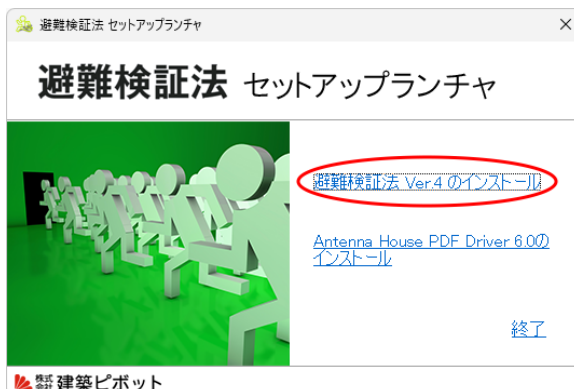 避難検証法 セットアップランチャ
避難検証法 セットアップランチャ
避難検証法 Ver.4 のインストール
Antenna House PDF Driver 6.0の
インストール
終了
株式会社 建築ピボット